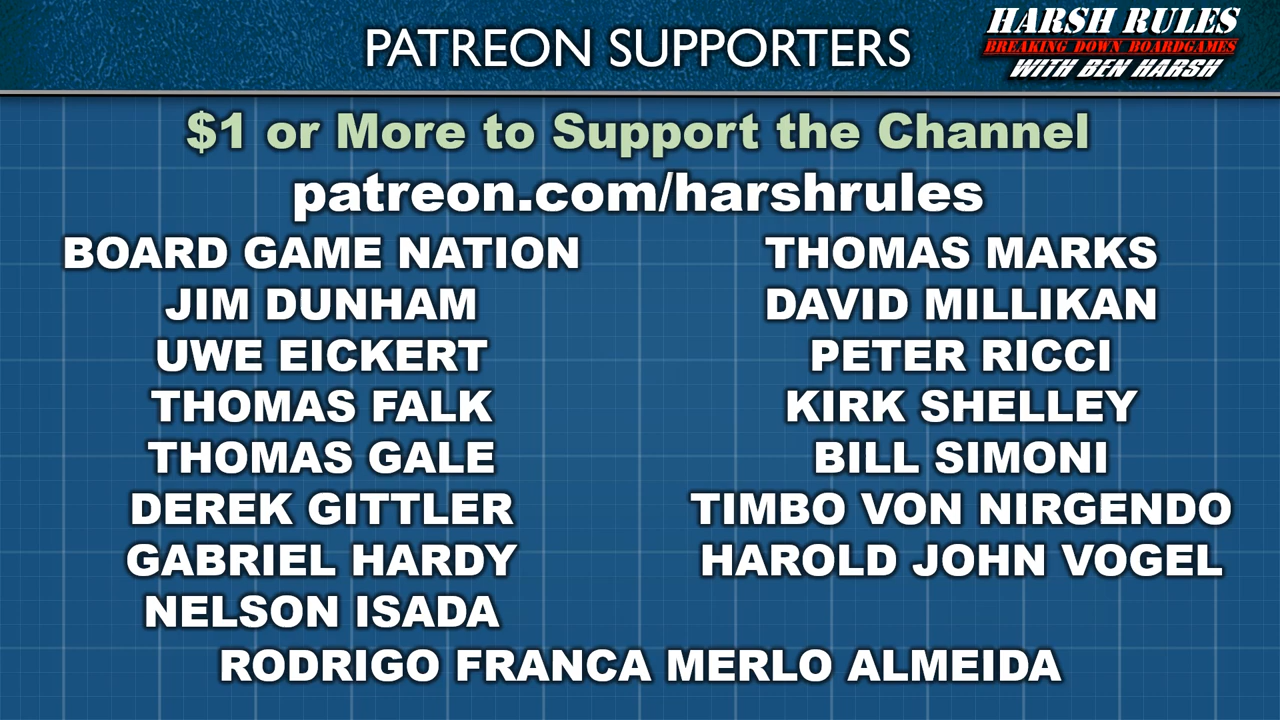 PATREON SUPPORTERS
HARSH RULES
BREAKING DOWN BOARDGAMES
WITH BEN HARSH
$1 or More to Support the Channel
patreon.com/harshrules
BOARD GAME NATION
JIM DUNHAM
UWE EICKERT
THOMAS FALK
THOMAS GALE
DEREK GITTLER
GABRIEL HARDY
NELSON ISADA
THOMAS MARKS
DAVID MILLIKAN
PETER RICCI
KIRK SHELLEY
BILL SIMONI
TIMBO VON NIRGENDO
HAROLD JOHN VOGEL
RODRIGO FRANCA MERLO ALMEIDA